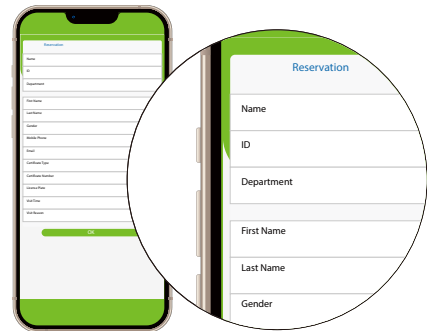 Reservation
Name
ID
Department
First Name
Last Name
Gender
Mobile Phone
Email
Certificate Type
Certificate Number
License Plate
Visit Time
Visit Reason
OK
Reservation
Name
ID
Department
First Name
Last Name
Gender